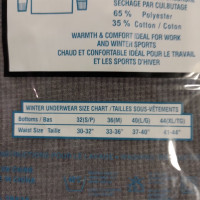 SECHAGE PAR CULBUTAGE
65 % Polyester
35 % Cotton / Coton
WARMTH & COMFORT IDEAL FOR WORK
AND WINTER SPORTS
CHAUD ET CONFORTABLE IDÉAL POUR LE TRAVAIL
ET LES SPORTS D'HIVER
WINTER UNDERWEAR SIZE CHART / TAILLES SOUS-VÊTEMENTS
Bottoms / Bas 32(S/P) 36(M) 40(L/G) 44(XL/TG)
Waist Size Taille 30-32" 33-36" 37-40" 41-44"